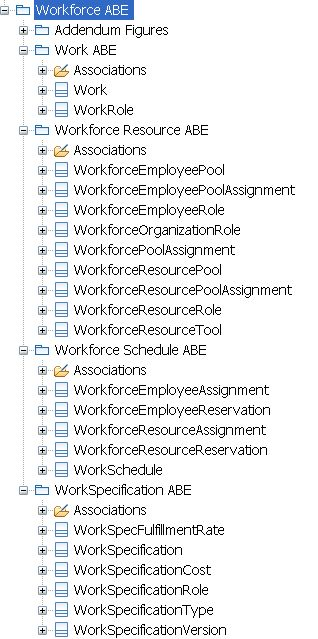 Workforce ABE
Addendum Figures
Work ABE
Associations
Work
WorkRole
Workforce Resource ABE
Associations
WorkforceEmployeePool
WorkforceEmployeePoolAssignment
WorkforceEmployeeRole
WorkforceOrganizationRole
WorkforcePoolAssignment
WorkforceResourcePool
WorkforceResourcePoolAssignment
WorkforceResourceRole
WorkforceResourceTool
Workforce Schedule ABE
Associations
WorkforceEmployeeAssignment
WorkforceEmployeeReservation
WorkforceResourceAssignment
WorkforceResourceReservation
WorkSchedule
WorkSpecification ABE
Associations
WorkSpecFulfillmentRate
WorkSpecification
WorkSpecificationCost
WorkSpecificationRole
WorkSpecificationType
WorkSpecificationVersion